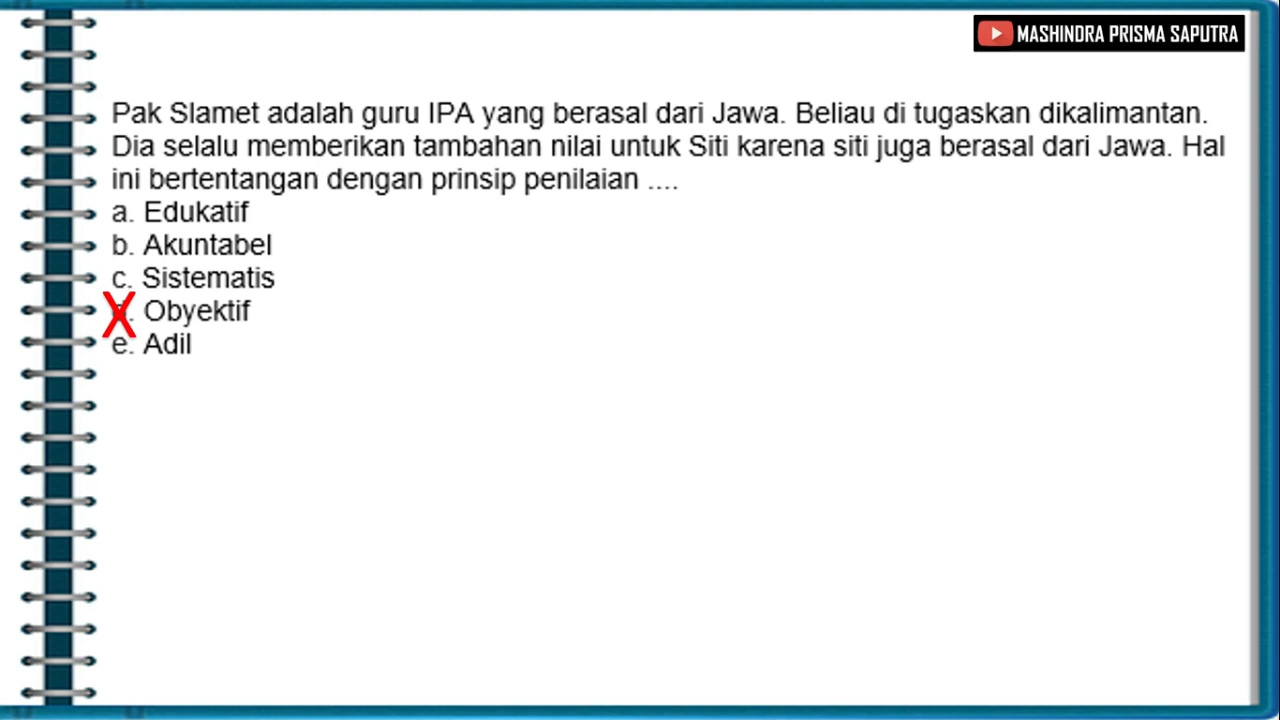 MASHINDRA PRISMA SAPUTRA
Pak Slamet adalah guru IPA yang berasal dari Jawa. Beliau di tugaskan dikalimantan.
Dia selalu memberikan tambahan nilai untuk Siti karena siti juga berasal dari Jawa. Hal
ini bertentangan dengan prinsip penilaian ....
a. Edukatif
b. Akuntabel
c. Sistematis
X. Obyektif
e. Adil